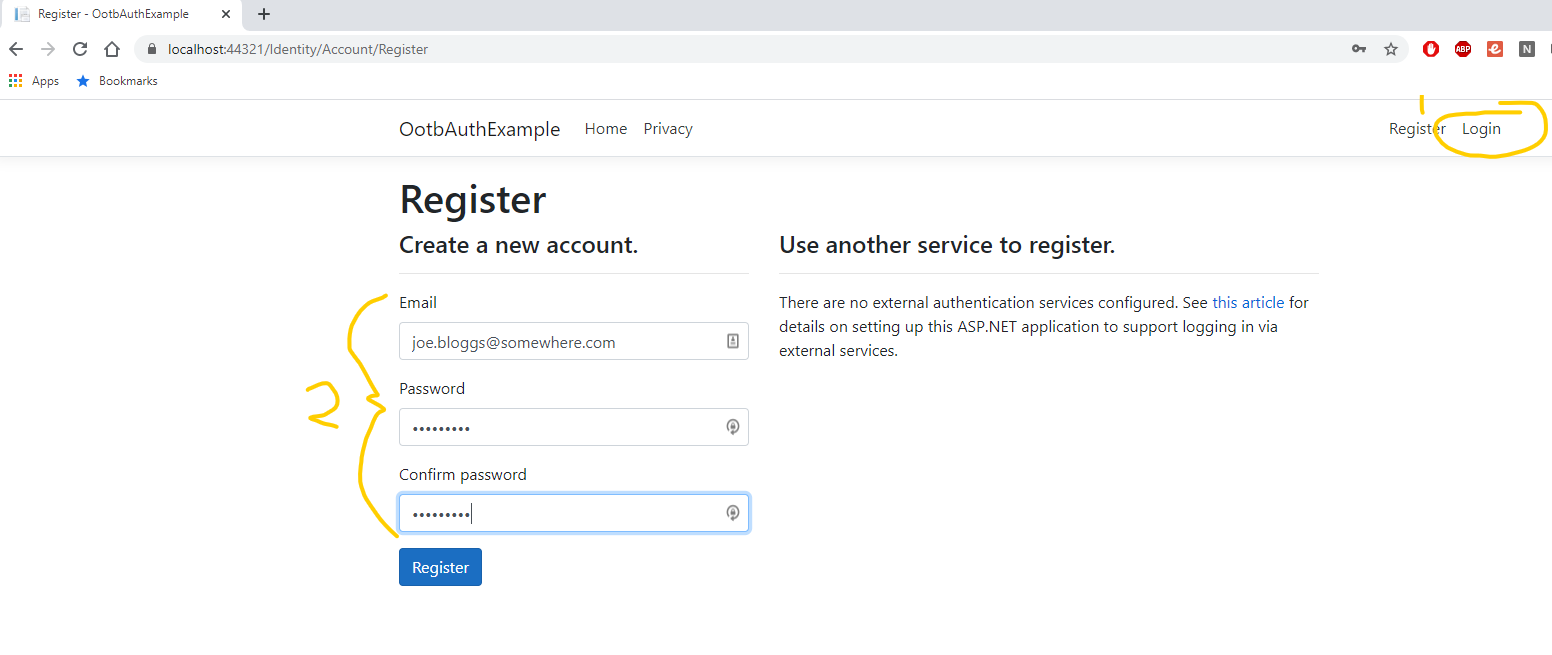 Register - OotbAuthExample
localhost:44321/Identity/Account/Register
ABP
N
Apps Bookmarks
1
OotbAuthExample Home Privacy Register Login
Register
Create a new account.
Use another service to register.
Email
There are no external authentication services configured. See this article for
details on setting up this ASP.NET application to support logging in via
external services.
joe.bloggs@somewhere.com
Password
2
•••••••••
Confirm password
•••••••••
Register